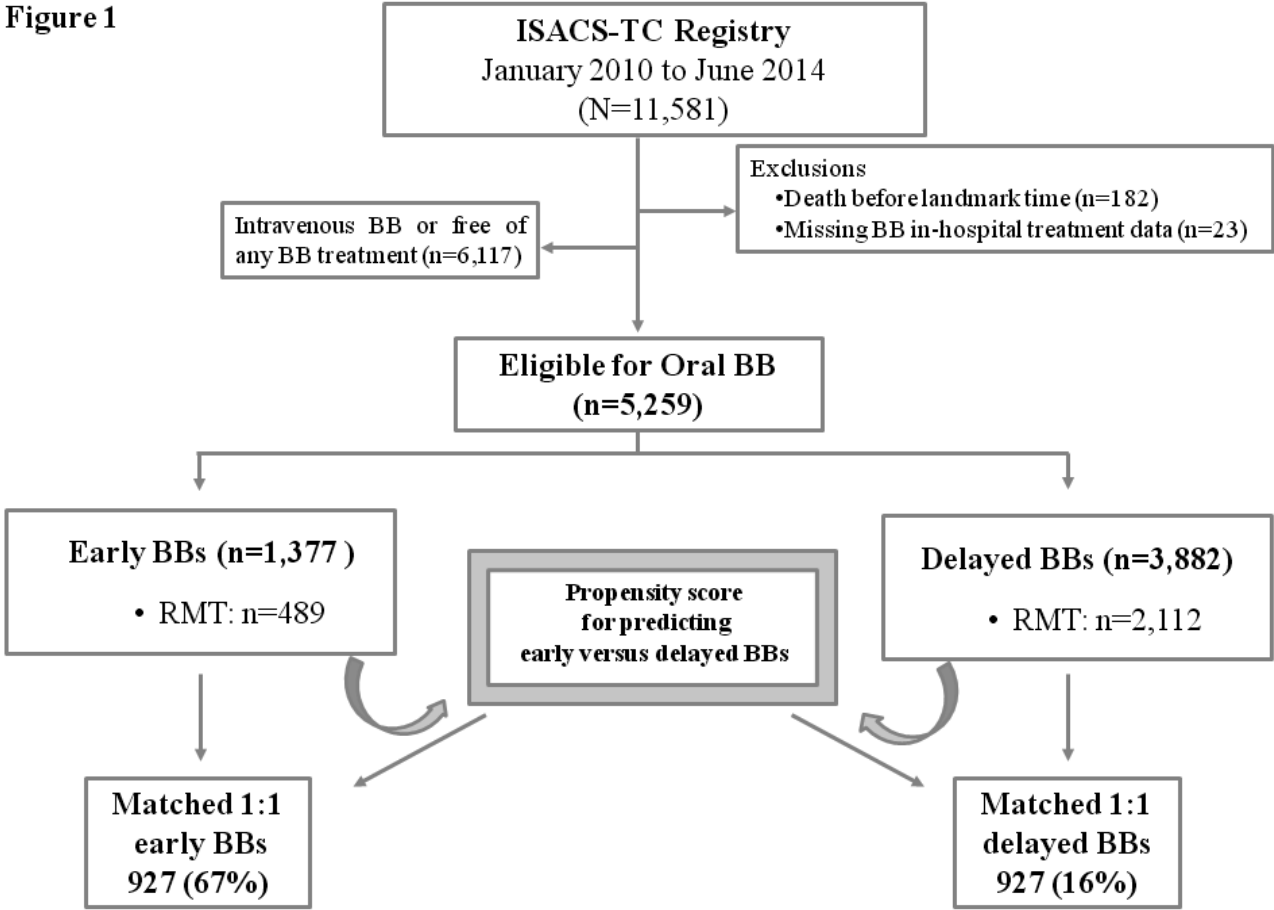 Figure 1
ISACS-TC Registry
January 2010 to June 2014
(N=11,581)
Exclusions
•Death before landmark time (n=182)
•Missing BB in-hospital treatment data (n=23)
Intravenous BB or free of
any BB treatment (n=6,117)
Eligible for Oral BB
(n=5,259)
Early BBs (n=1,377 )
• RMT: n=489
Propensity score
for predicting
early versus delayed BBs
Delayed BBs (n=3,882)
• RMT: n=2,112
Matched 1:1
early BBs
927 (67%)
Matched 1:1
delayed BBs
927 (16%)